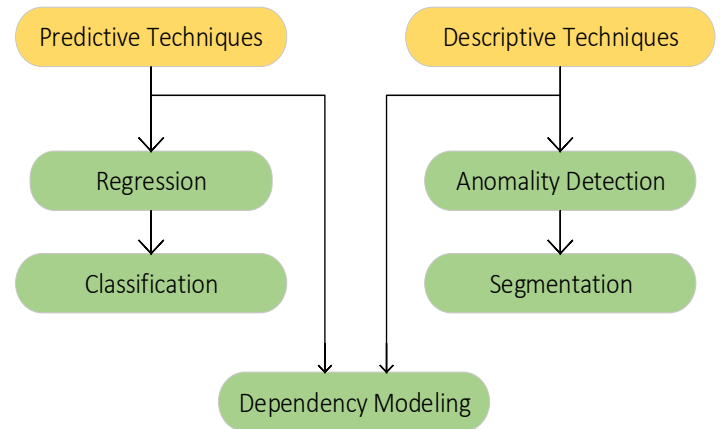 Predictive Techniques
Descriptive Techniques
Regression
Anomality Detection
Classification
Segmentation
Dependency Modeling